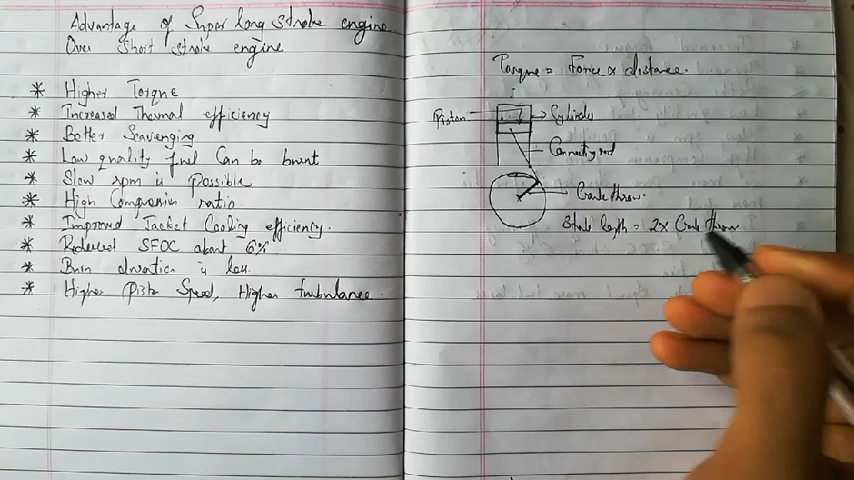 Advantage of Super long stroke engine
Over Short stroke engine
* Higher Torque
* Increased Thermal efficiency
* Better Scavenging
* Low quality fuel Can be burnt
* Slow rpm is possible
* High Compression ratio
* Improved Jacket Cooling efficiency.
* Reduced SFOC about 6%
* Burn duration is less.
* Higher Piston Speed, Higher turbulance
Torque = Force x distance.
Piston
Cylinder
Connecting rod
Crank throw.
Stroke length = 2x Crank throw